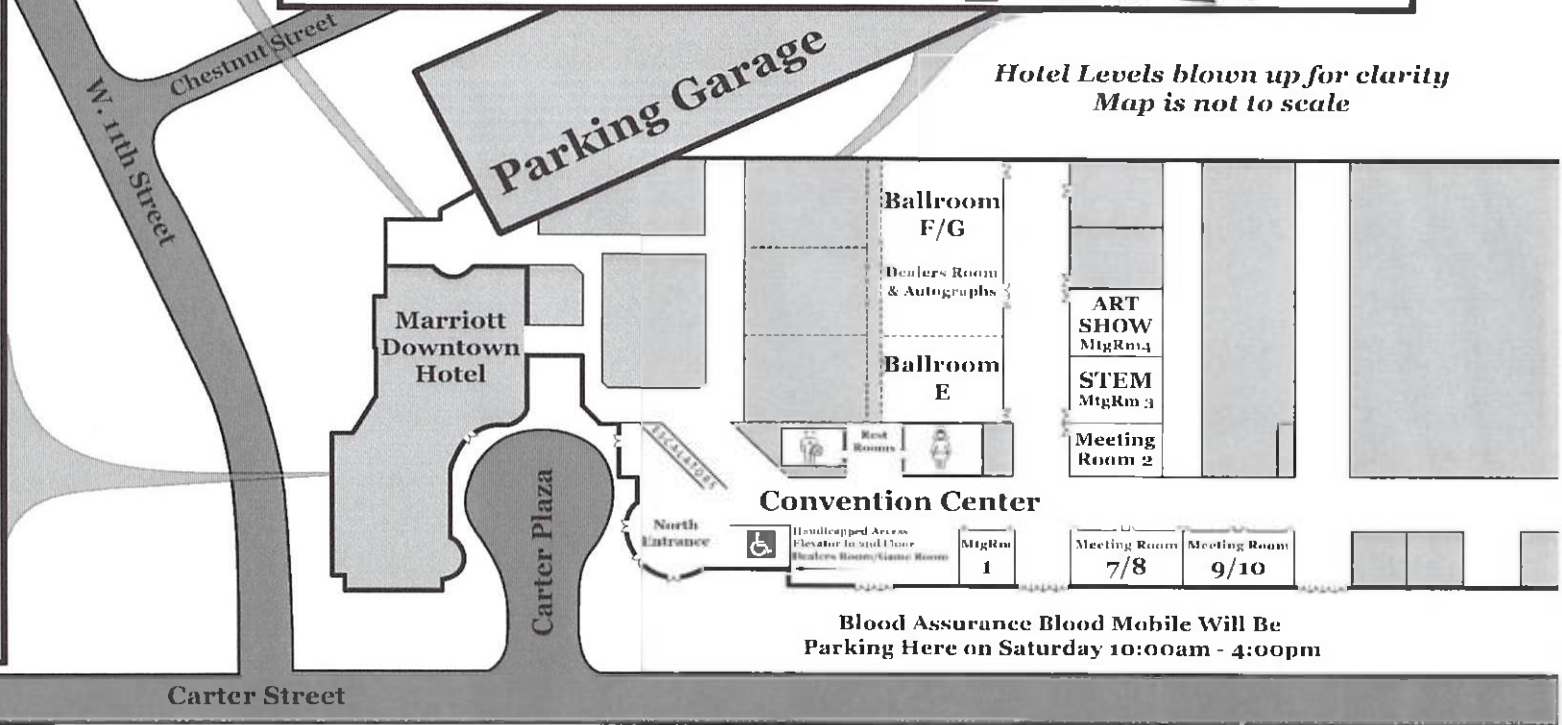 Chestnut Street
W. 11th Street
Parking Garage
Hotel Levels blown up for clarity
Map is not to scale
Ballroom
F/G
Dealers Room
& Autographs
Ballroom
E
ART
SHOW
MtgRm4
STEM
MtgRm 3
Meeting
Room 2
Marriott
Downtown
Hotel
ESCALATORS
Rest
Rooms
Convention Center
North
Entrance
Handicapped Access
Elevator to 2nd Floor
Dealers Room/Game Room
MtgRm
1
Meeting Room
7/8
Meeting Room
9/10
Carter Plaza
Blood Assurance Blood Mobile Will Be
Parking Here on Saturday 10:00am - 4:00pm
Carter Street